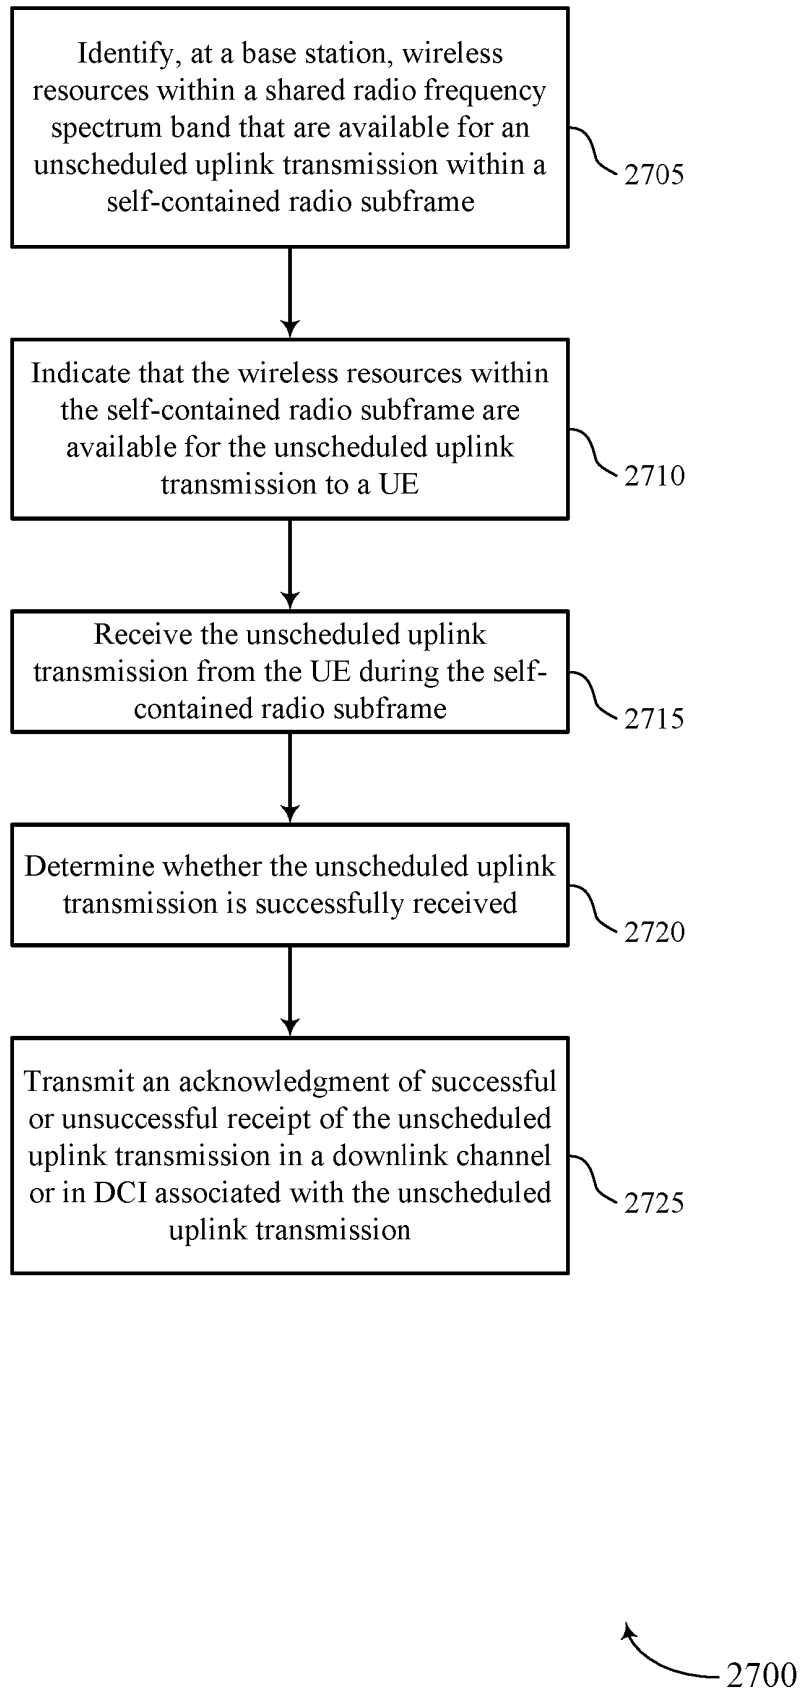 Identify, at a base station, wireless
resources within a shared radio frequency
spectrum band that are available for an
unscheduled uplink transmission within a
self-contained radio subframe
2705
Indicate that the wireless resources within
the self-contained radio subframe are
available for the unscheduled uplink
transmission to a UE
2710
Receive the unscheduled uplink
transmission from the UE during the self-
contained radio subframe
2715
Determine whether the unscheduled uplink
transmission is successfully received
2720
Transmit an acknowledgment of successful
or unsuccessful receipt of the unscheduled
uplink transmission in a downlink channel
or in DCI associated with the unscheduled
uplink transmission
2725
2700